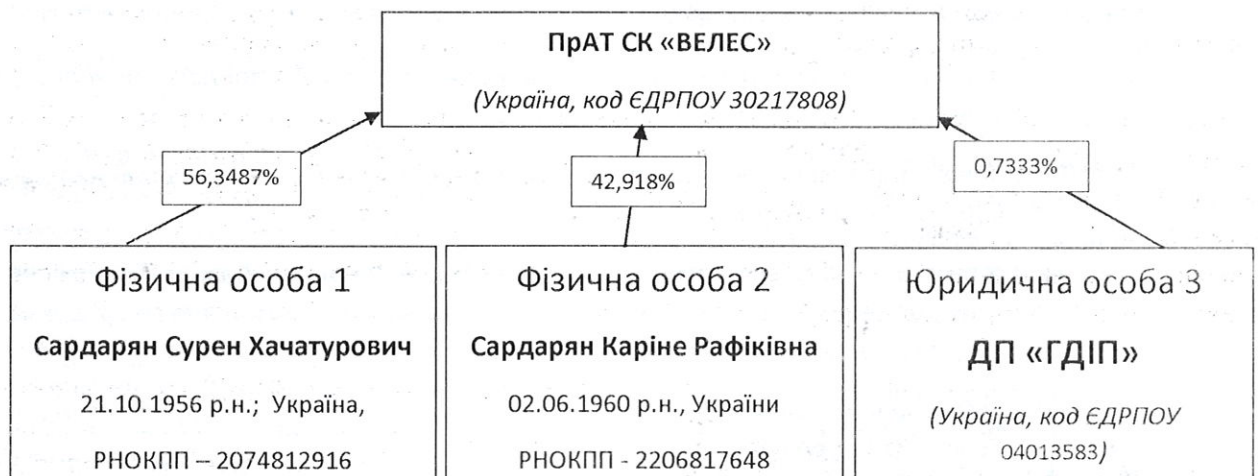 ПрАТ СК «ВЕЛЕС»
(Україна, код ЄДРПОУ 30217808)
56,3487%
42,918%
0,7333%
Фізична особа 1
Сардарян Сурен Хачатурович
21.10.1956 р.н.; Україна,
РНОКПП – 2074812916
Фізична особа 2
Сардарян Каріне Рафіківна
02.06.1960 р.н., України
РНОКПП - 2206817648
Юридична особа 3
ДП «ГДІП»
(Україна, код ЄДРПОУ
04013583)